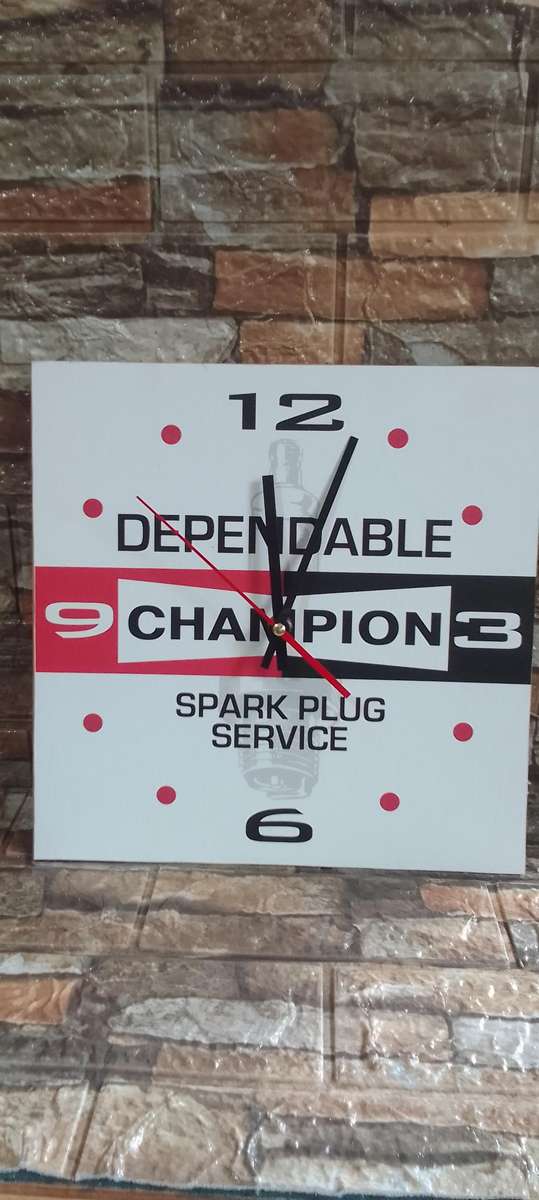 12
DEPENDABLE
9 CHAMPION 3
SPARK PLUG
SERVICE
6